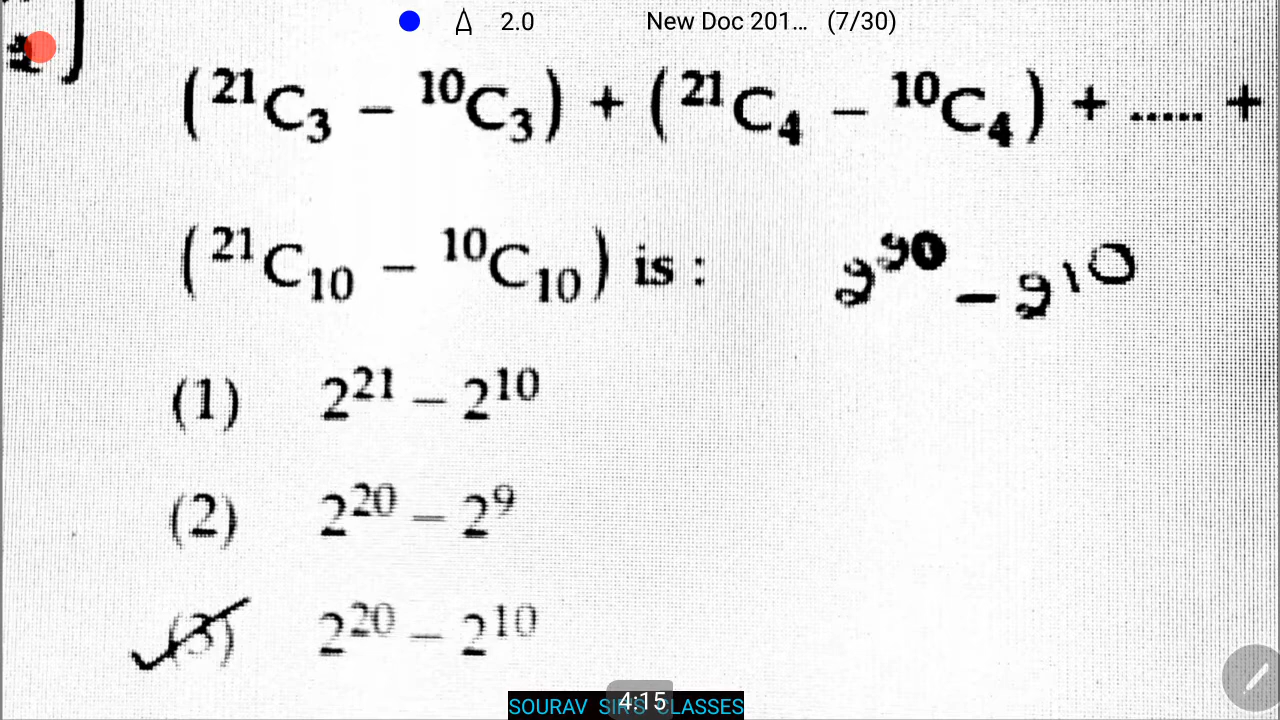 2.0 New Doc 201... (7/30)
(²¹C₃ – ¹⁰C₃) + (²¹C₄ – ¹⁰C₄) + ..... +
(²¹C₁₀ – ¹⁰C₁₀) is : 2²⁰ – 2¹⁰
(1) 2²¹ – 2¹⁰
(2) 2²⁰ – 2⁹
(3) 2²⁰ – 2¹⁰
4:15
SOURAV SIR'S CLASSES